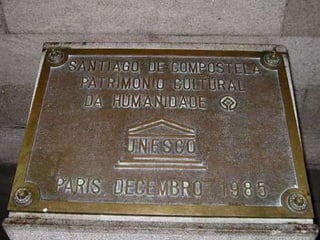 SANTIAGO DE COMPOSTELA
PATRIMONIO CULTURAL
DA HUMANIDADE
UNESCO
PARIS DECEMBRO 1985